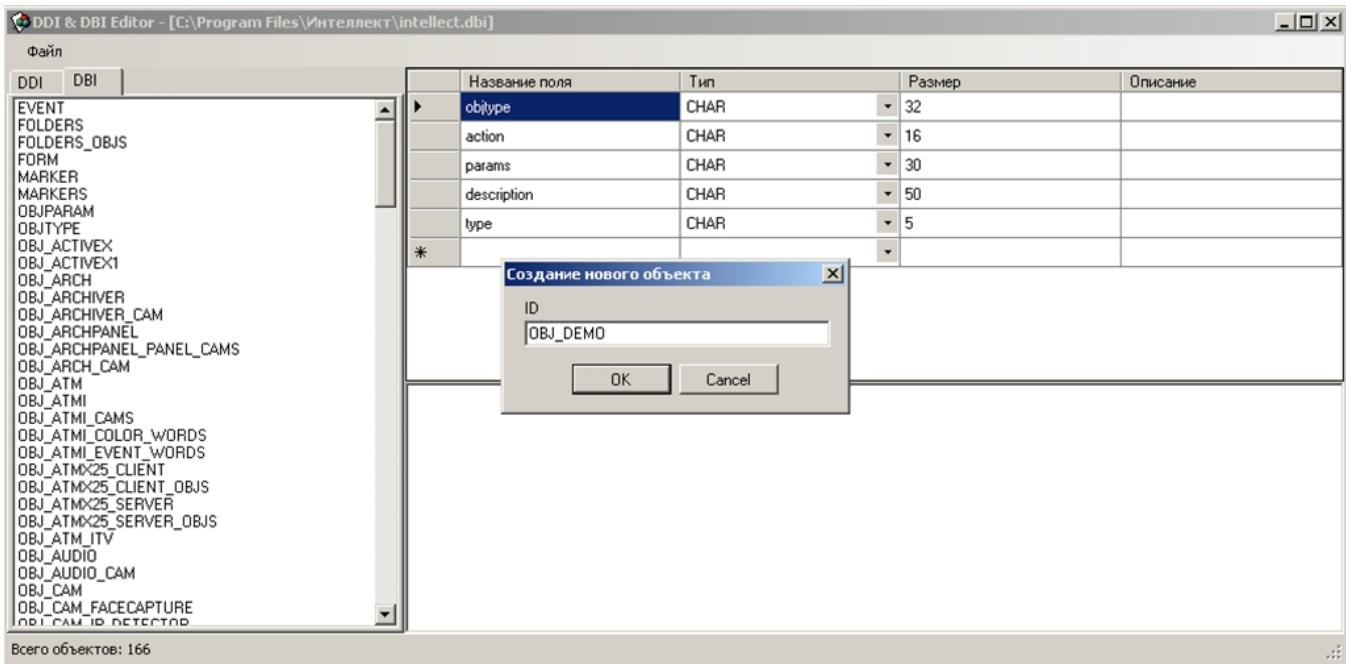 DDI & DBI Editor - [C:\Program Files\Интеллект\intellect.dbi]
Файл
DDI DBI
EVENT
FOLDERS
FOLDERS_OBJS
FORM
MARKER
MARKERS
OBJPARAM
OBJTYPE
OBJ_ACTIVEX
OBJ_ACTIVEX1
OBJ_ARCH
OBJ_ARCHIVER
OBJ_ARCHIVER_CAM
OBJ_ARCHPANEL
OBJ_ARCHPANEL_PANEL_CAMS
OBJ_ARCH_CAM
OBJ_ATM
OBJ_ATMI
OBJ_ATMI_CAMS
OBJ_ATMI_COLOR_WORDS
OBJ_ATMI_EVENT_WORDS
OBJ_ATMX25_CLIENT
OBJ_ATMX25_CLIENT_OBJS
OBJ_ATMX25_SERVER
OBJ_ATMX25_SERVER_OBJS
OBJ_ATM_ITV
OBJ_AUDIO
OBJ_AUDIO_CAM
OBJ_CAM
OBJ_CAM_FACECAPTURE
OBJ_CAM_IR_DETECTOR
Название поля Тип Размер Описание
objtype CHAR 32
action CHAR 16
params CHAR 30
description CHAR 50
type CHAR 5
Создание нового объекта
ID
OBJ_DEMO
OK Cancel
Всего объектов: 166